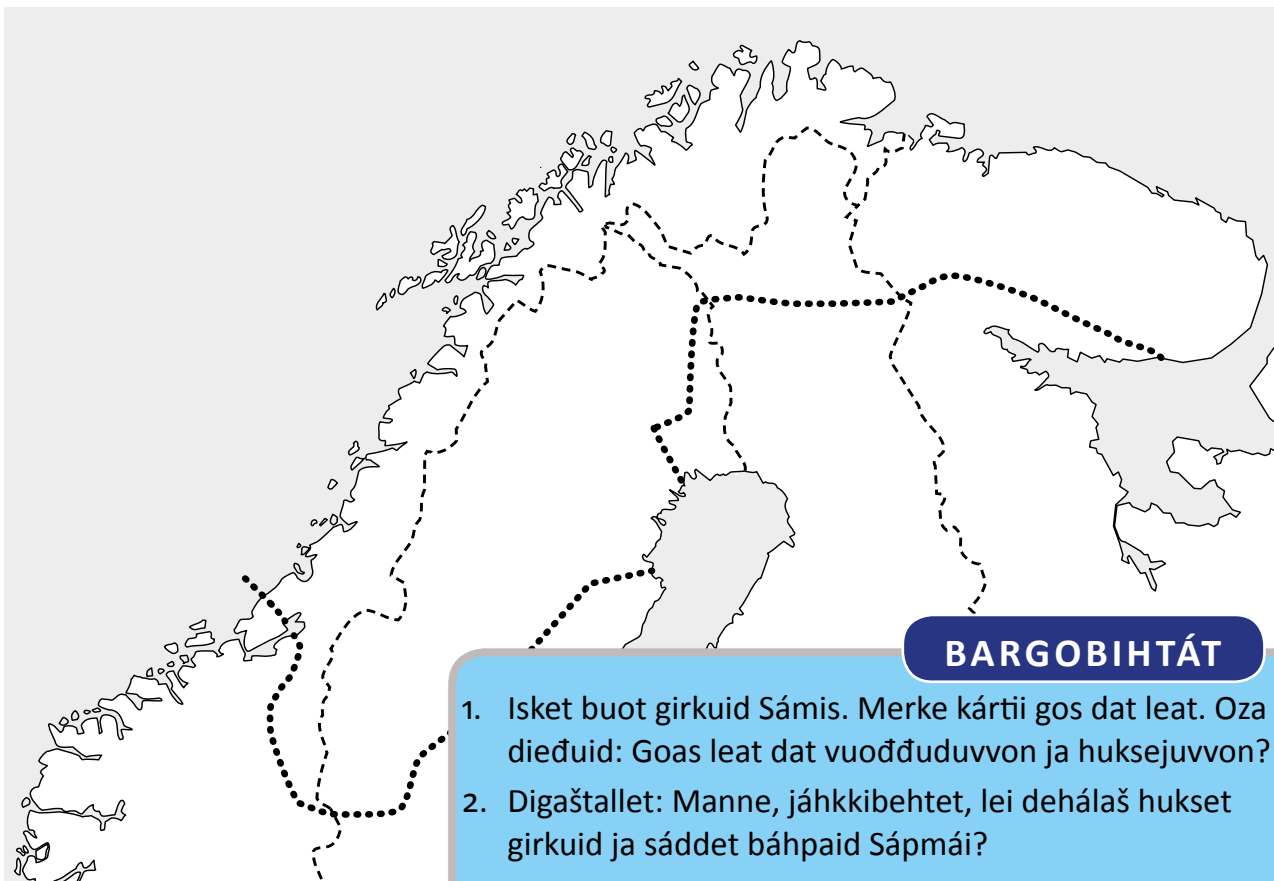 BARGOBIHTÁT
1. Isket buot girkuid Sámis. Merke kártii gos dat leat. Oza
dieđuid: Goas leat dat vuođđuduvvon ja huksejuvvon?
2. Digaštallet: Manne, jáhkkibehtet, lei dehálaš hukset
girkuid ja sáddet báhpaid Sápmái?